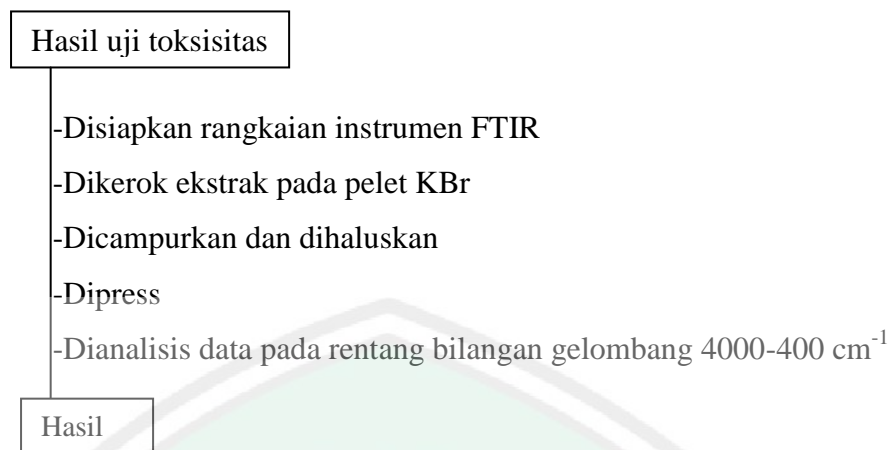 Hasil uji toksisitas
-Disiapkan rangkaian instrumen FTIR
-Dikerok ekstrak pada pelet KBr
-Dicampurkan dan dihaluskan
-Dipress
-Dianalisis data pada rentang bilangan gelombang 4000-400 cm⁻¹
Hasil